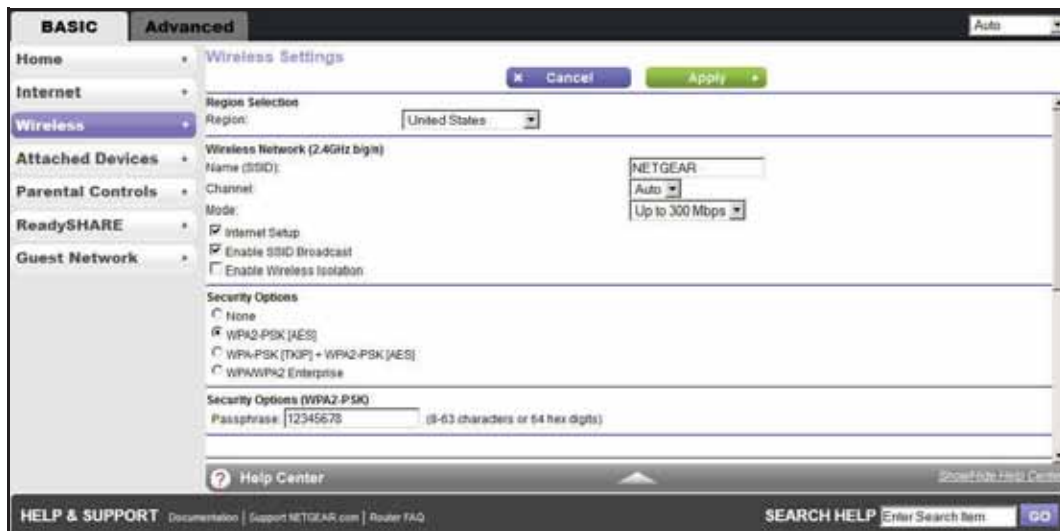 BASIC
Advanced
Auto
Home
Internet
Wireless
Attached Devices
Parental Controls
ReadySHARE
Guest Network
Wireless Settings
Cancel
Apply
Region Selection
Region: United States
Wireless Network (2.4GHz b/g/n)
Name (SSID): NETGEAR
Channel: Auto
Mode: Up to 300 Mbps
Internet Setup
Enable SSID Broadcast
Enable Wireless Isolation
Security Options
None
WPA2-PSK [AES]
WPA-PSK [TKIP] + WPA2-PSK [AES]
WPA/WPA2 Enterprise
Security Options (WPA2-PSK)
Passphrase: 12345678 (8-63 characters or 64 hex digits)
Help Center
Show/Hide Help Center
HELP & SUPPORT Documentation | Support NETGEAR.com | Router FAQ
SEARCH HELP Enter Search Item GO